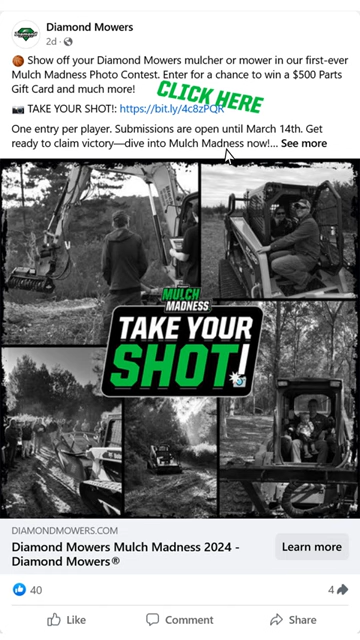 Diamond Mowers
2d ·
🏀 Show off your Diamond Mowers mulcher or mower in our first-ever
Mulch Madness Photo Contest. Enter for a chance to win a $500 Parts
Gift Card and much more!
CLICK HERE
📷 TAKE YOUR SHOT!: https://bit.ly/4c8zPQR
One entry per player. Submissions are open until March 14th. Get
ready to claim victory—dive into Mulch Madness now!... See more
MULCH
MADNESS
TAKE YOUR
SHOT!
DIAMONDMOWERS.COM
Diamond Mowers Mulch Madness 2024 -
Diamond Mowers®
Learn more
40
4
Like
Comment
Share